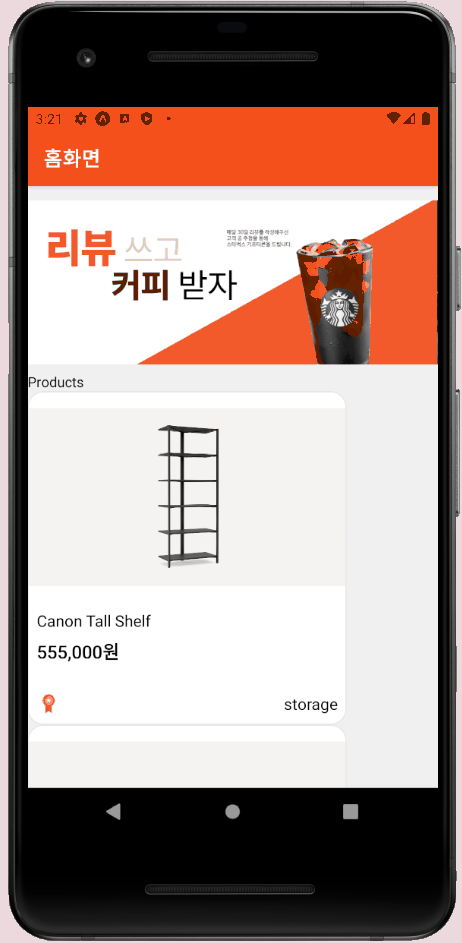 3:21
홈화면
리뷰 쓰고
커피 받자
매달 30일 리뷰를 작성해주신
고객 중 추첨을 통해
스타벅스 기프티콘을 드립니다.
Products
Canon Tall Shelf
555,000원
storage